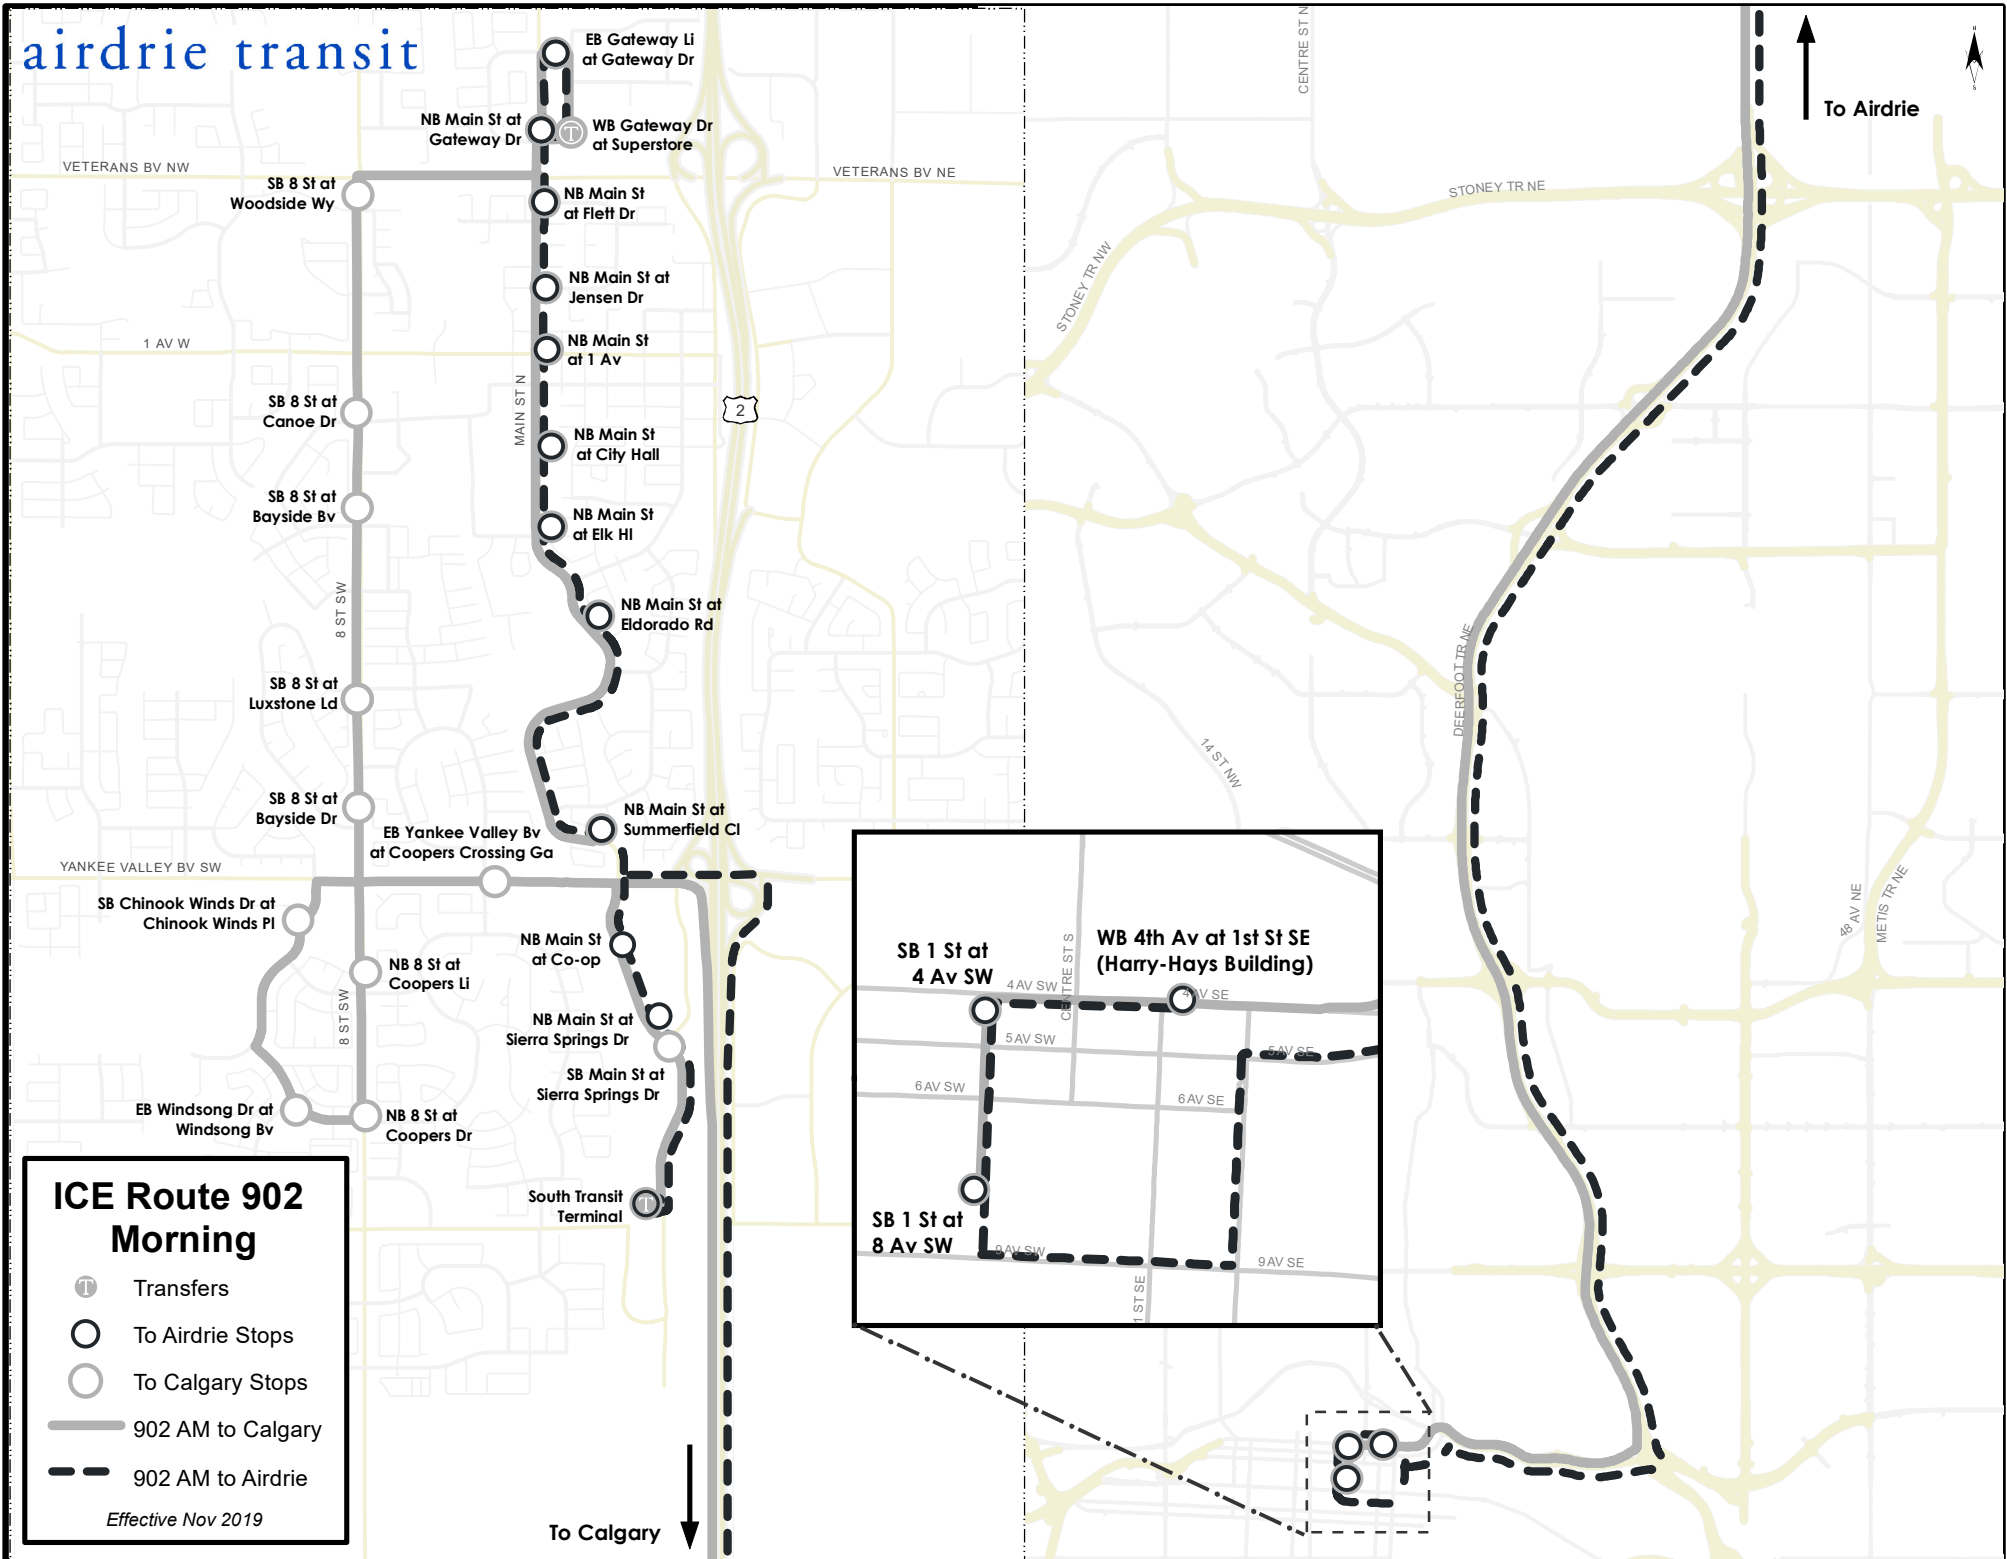 airdrie transit
EB Gateway Li
at Gateway Dr
NB Main St at
Gateway Dr
WB Gateway Dr
at Superstore
VETERANS BV NW
VETERANS BV NE
SB 8 St at
Woodside Wy
NB Main St
at Flett Dr
NB Main St at
Jensen Dr
1 AV W
NB Main St
at 1 Av
MAIN ST N
2
SB 8 St at
Canoe Dr
NB Main St
at City Hall
SB 8 St at
Bayside Bv
NB Main St
at Elk Hl
8 ST SW
NB Main St at
Eldorado Rd
SB 8 St at
Luxstone Ld
SB 8 St at
Bayside Dr
NB Main St at
Summerfield Cl
EB Yankee Valley Bv
at Coopers Crossing Ga
YANKEE VALLEY BV SW
SB Chinook Winds Dr at
Chinook Winds Pl
NB Main St
at Co-op
NB 8 St at
Coopers Li
8 ST SW
NB Main St at
Sierra Springs Dr
SB Main St at
Sierra Springs Dr
EB Windsong Dr at
Windsong Bv
NB 8 St at
Coopers Dr
South Transit
Terminal
T
T
To Calgary
ICE Route 902
Morning
T
Transfers
To Airdrie Stops
To Calgary Stops
902 AM to Calgary
902 AM to Airdrie
Effective Nov 2019
CENTRE ST N
To Airdrie
N
S
STONEY TR NE
STONEY TR NW
DEERFOOT TR NE
14 ST NW
48 AV NE
METIS TR NE
SB 1 St at
4 Av SW
WB 4th Av at 1st St SE
(Harry-Hays Building)
4 AV SW
CENTRE ST S
4 AV SE
5 AV SW
5 AV SE
6 AV SW
6 AV SE
SB 1 St at
8 Av SW
9 AV SW
9 AV SE
1 ST SE